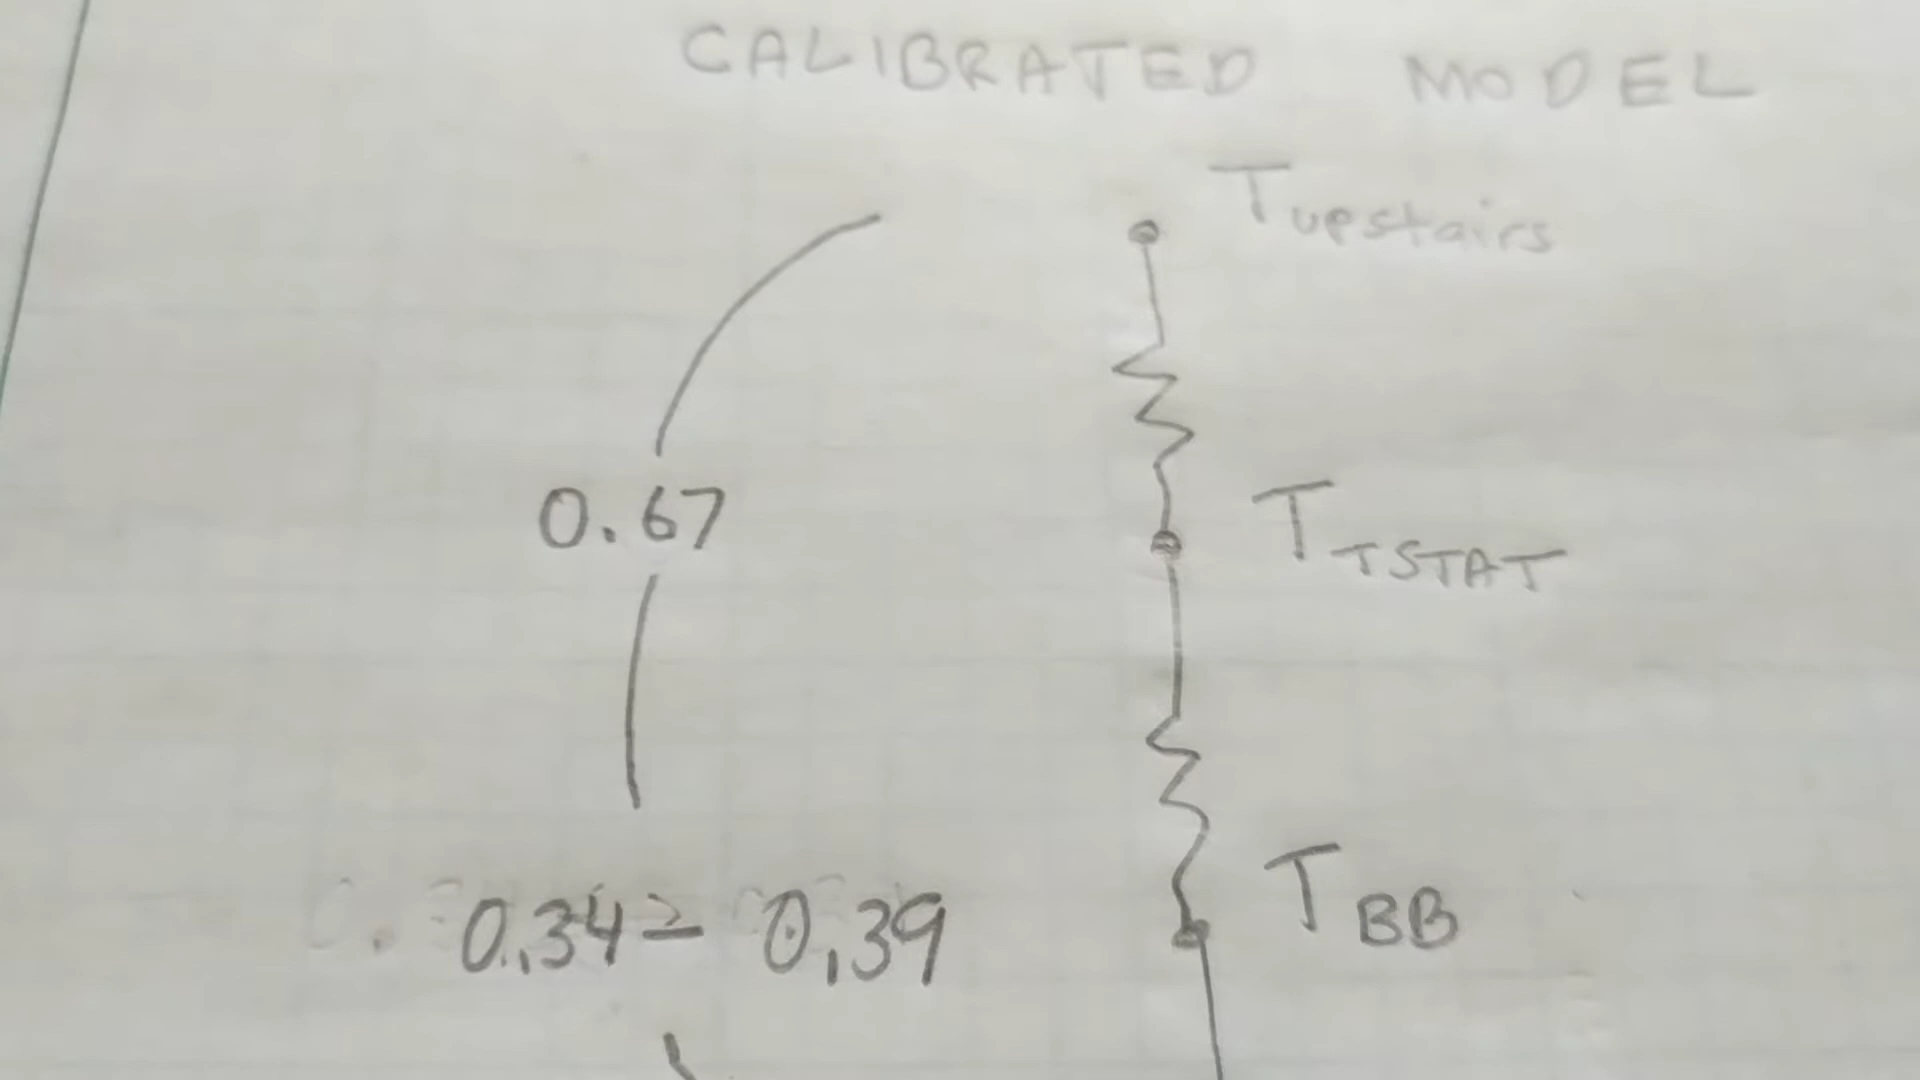 CALIBRATED MODEL
Tupstairs
0.67
TTSTAT
0.34 - 0.39
TBB